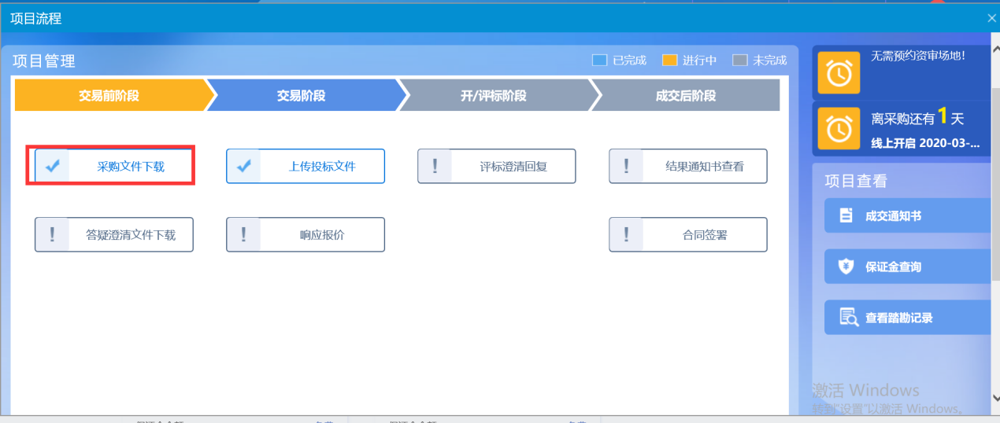 项目流程
项目管理
已完成 进行中 未完成
交易前阶段 交易阶段 开/评标阶段 成交后阶段
采购文件下载 上传投标文件 评标澄清回复 结果通知书查看
答疑澄清文件下载 响应报价 合同签署
无需预约资审场地!
离采购还有1天
线上开启 2020-03-...
项目查看
成交通知书
保证金查询
查看踏勘记录
激活 Windows
转到"设置"以激活 Windows。